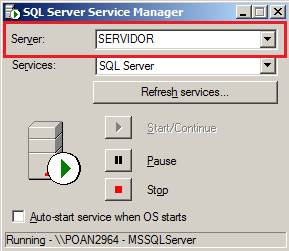 SQL Server Service Manager
Server: SERVIDOR
Services: SQL Server
Refresh services...
Start/Continue
Pause
Stop
Auto-start service when OS starts
Running - \\POAN2964 - MSSQLServer